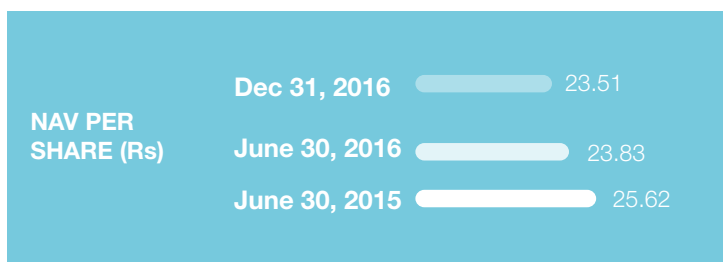 NAV PER
SHARE (Rs)
Dec 31, 2016 23.51
June 30, 2016 23.83
June 30, 2015 25.62